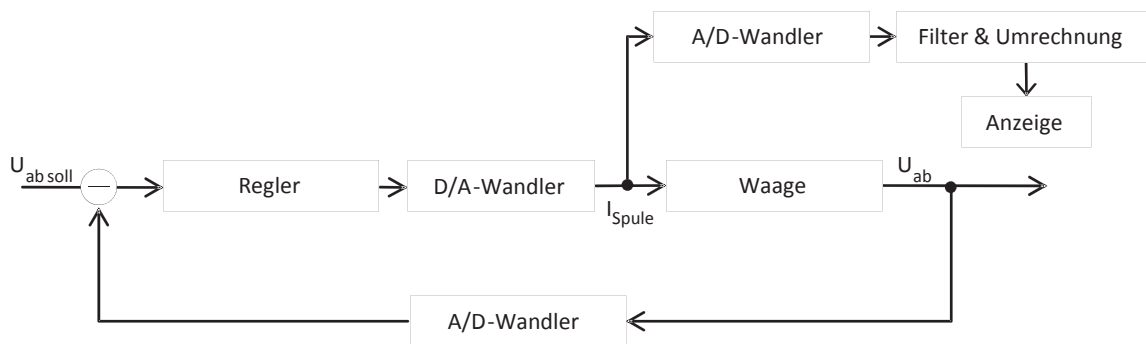 A/D-Wandler
Filter & Umrechnung
Anzeige
U_ab soll
—
Regler
D/A-Wandler
I_Spule
Waage
U_ab
A/D-Wandler